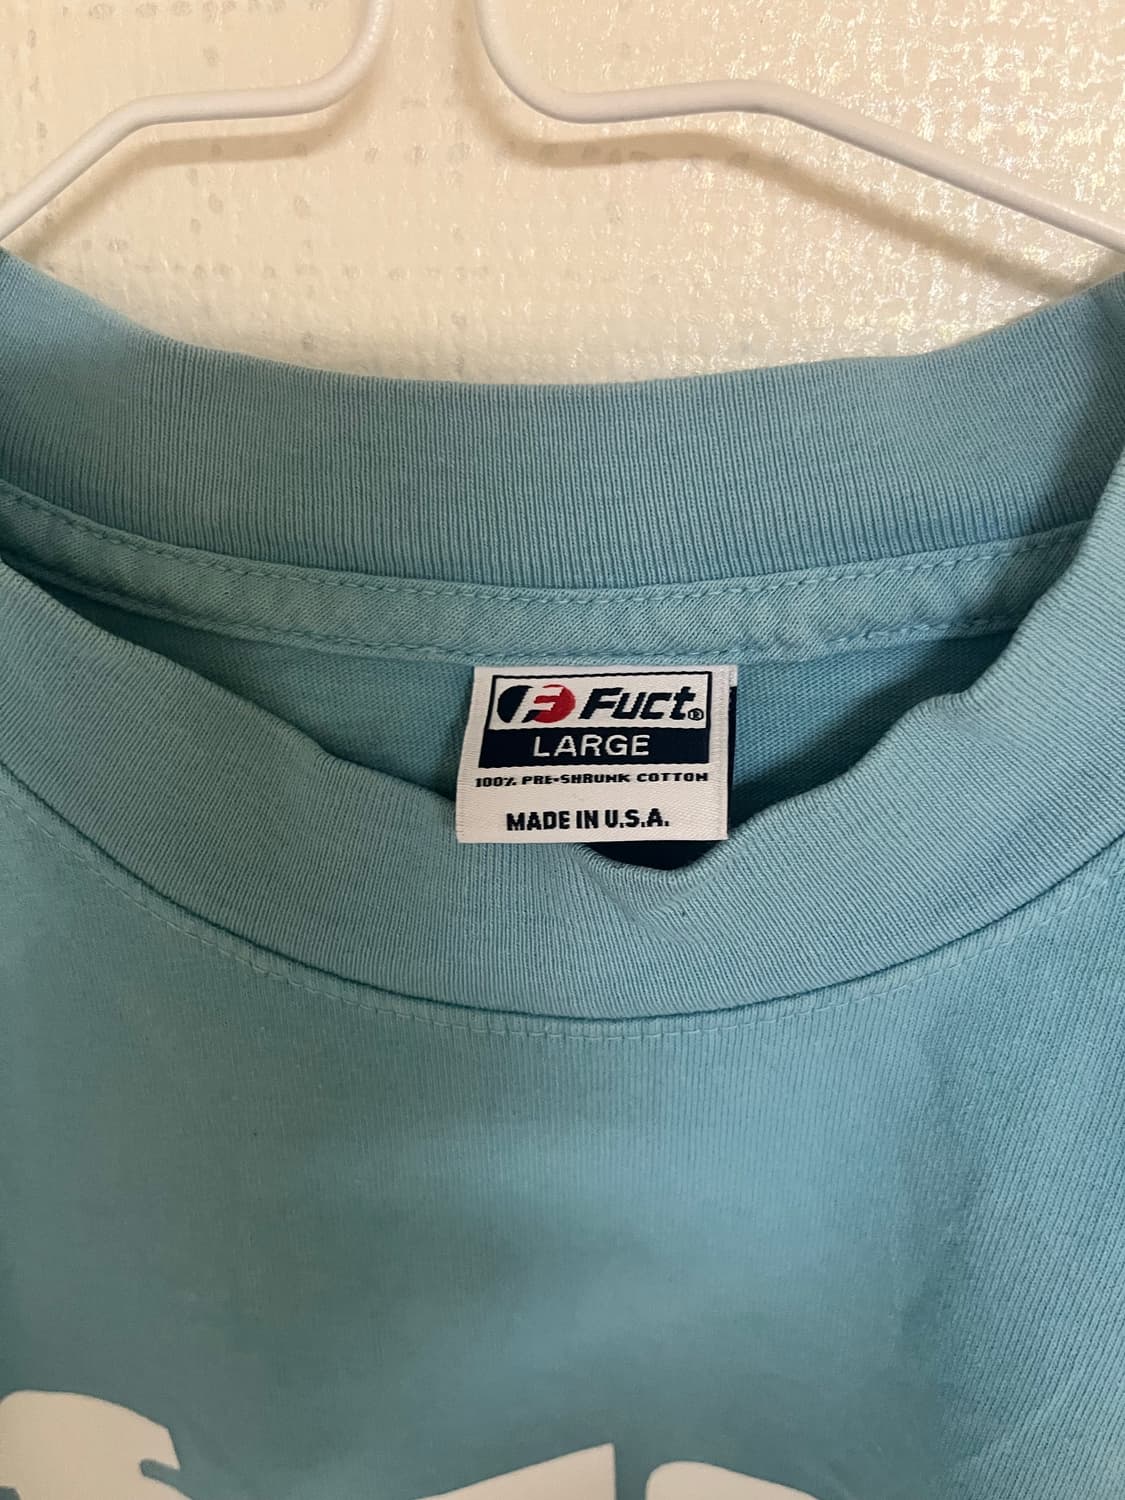 F Fuct®
LARGE
100% PRE-SHRUNK COTTON
MADE IN U.S.A.